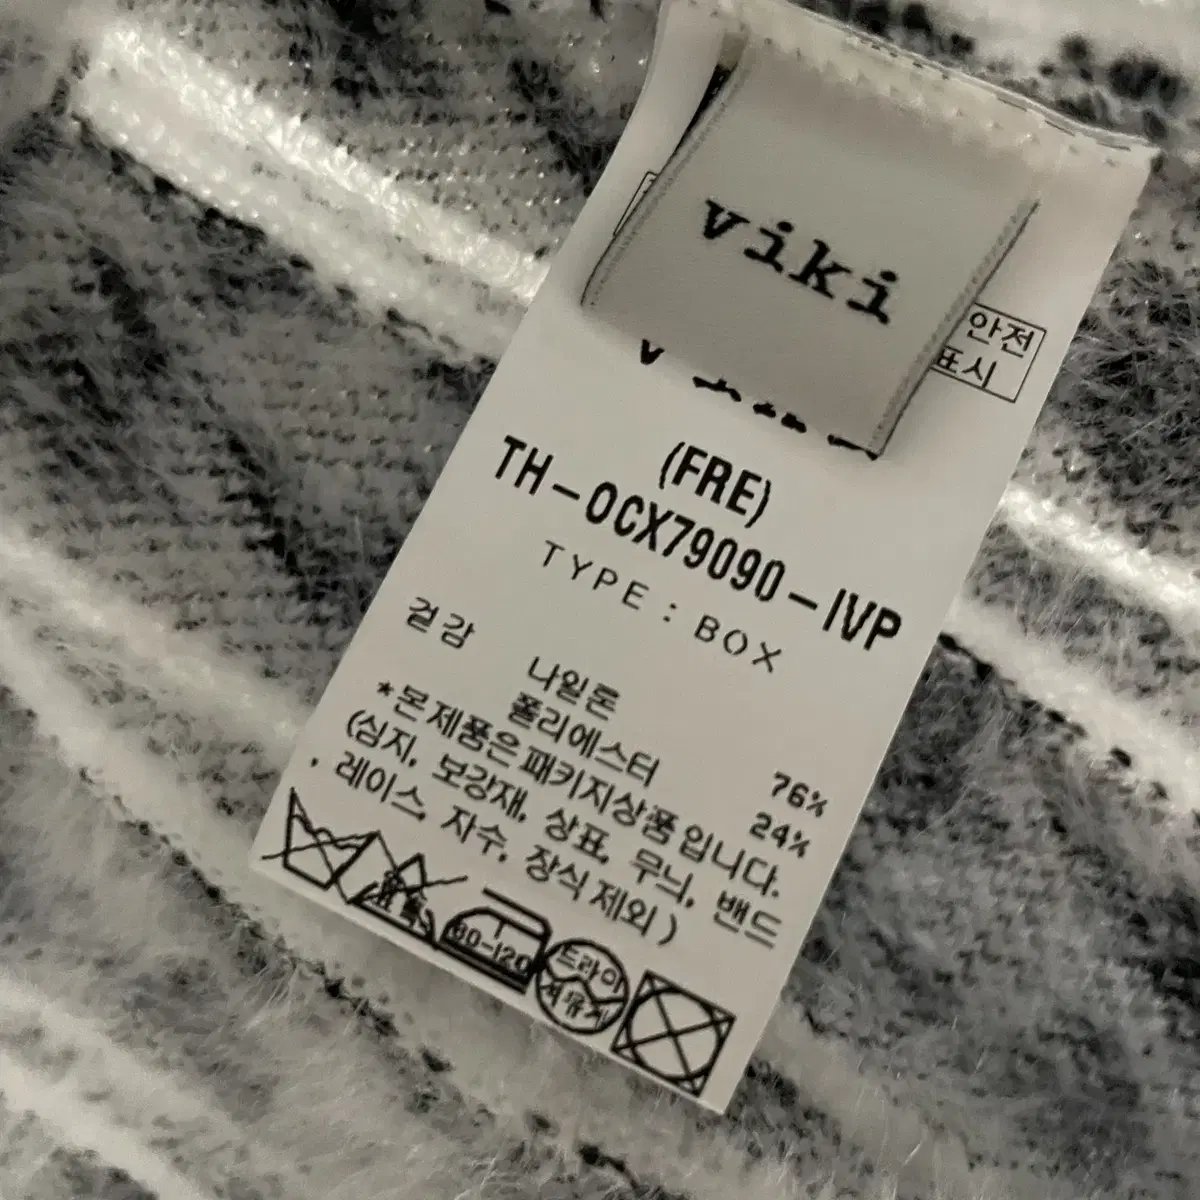 viki
안전
표시
(FRE)
TH-OCX79090-IVP
TYPE : BOX
겉감 나일론 76%
폴리에스터 24%
*본제품은패키지상품입니다.
(심지, 보강재, 상표, 무늬, 밴드
, 레이스, 자수, 장식 제외)
80-120
드라이